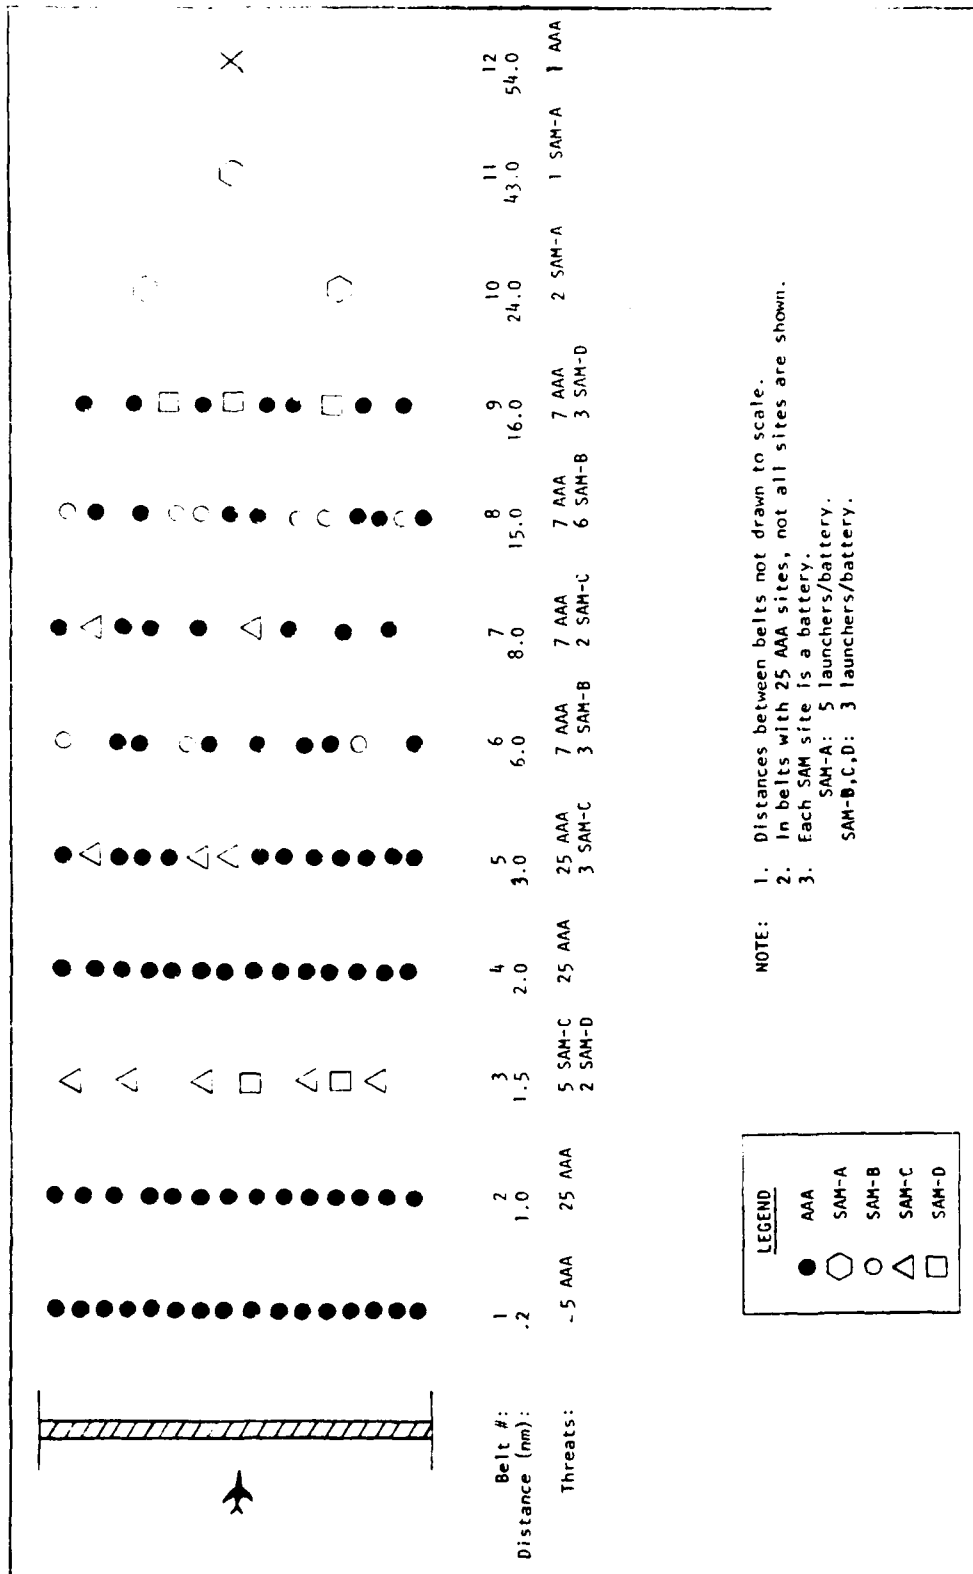 Belt #: 1 2 3 4 5 6 7 8 9 10 11 12
Distance (nm): .2 1.0 1.5 2.0 3.0 6.0 8.0 15.0 16.0 24.0 43.0 54.0
Threats: 5 AAA 25 AAA 5 SAM-C 25 AAA 25 AAA 7 AAA 7 AAA 7 AAA 7 AAA 2 SAM-A 1 SAM-A 1 AAA
2 SAM-D 3 SAM-C 3 SAM-B 2 SAM-C 6 SAM-B 3 SAM-D
LEGEND
AAA
SAM-A
SAM-B
SAM-C
SAM-D
NOTE: 1. Distances between belts not drawn to scale.
2. In belts with 25 AAA sites, not all sites are shown.
3. Each SAM site is a battery.
SAM-A: 5 launchers/battery.
SAM-B,C,D: 3 launchers/battery.